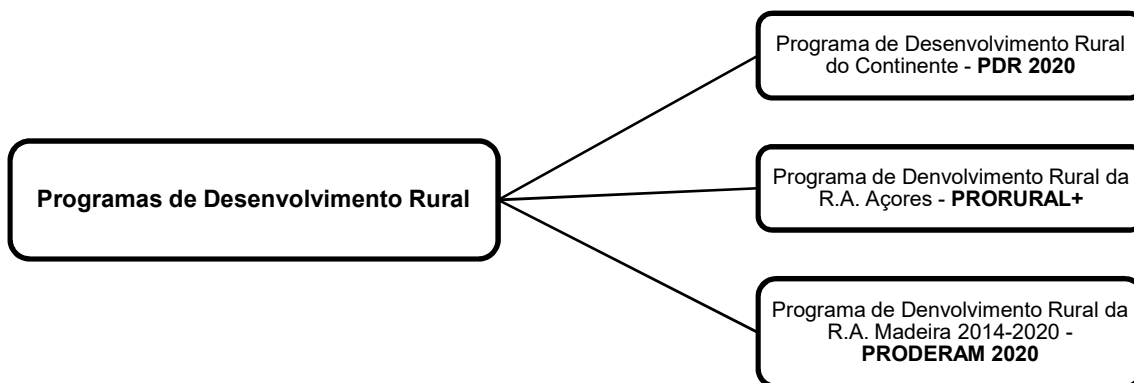 Programa de Desenvolvimento Rural
do Continente - PDR 2020
Programas de Desenvolvimento Rural
Programa de Denvolvimento Rural da
R.A. Açores - PRORURAL+
Programa de Denvolvimento Rural da
R.A. Madeira 2014-2020 -
PRODERAM 2020